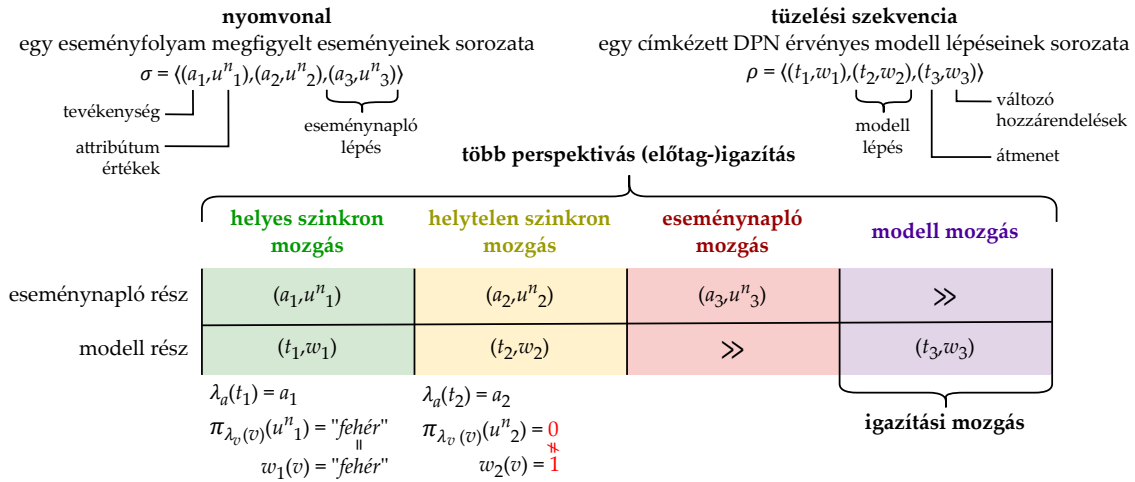 nyomvonal
egy eseményfolyam megfigyelt eseményeinek sorozata
σ = ⟨(a₁,uⁿ₁),(a₂,uⁿ₂),(a₃,uⁿ₃)⟩
tevékenység
attribútum
értékek
eseménynapló
lépés
tüzelési szekvencia
egy címkézett DPN érvényes modell lépéseinek sorozata
ρ = ⟨(t₁,w₁),(t₂,w₂),(t₃,w₃)⟩
modell
lépés
változó
hozzárendelések
átmenet
több perspektivás (előtag-)igazítás
helyes szinkron
mozgás
helytelen szinkron
mozgás
eseménynapló
mozgás
modell mozgás
eseménynapló rész (a₁,uⁿ₁) (a₂,uⁿ₂) (a₃,uⁿ₃) ≫
modell rész (t₁,w₁) (t₂,w₂) ≫ (t₃,w₃)
λₐ(t₁) = a₁
π_λᵥ(v)(uⁿ₁) = "fehér"
=
w₁(v) = "fehér"
λₐ(t₂) = a₂
π_λᵥ (v)(uⁿ₂) = 0
≠
w₂(v) = 1
igazítási mozgás